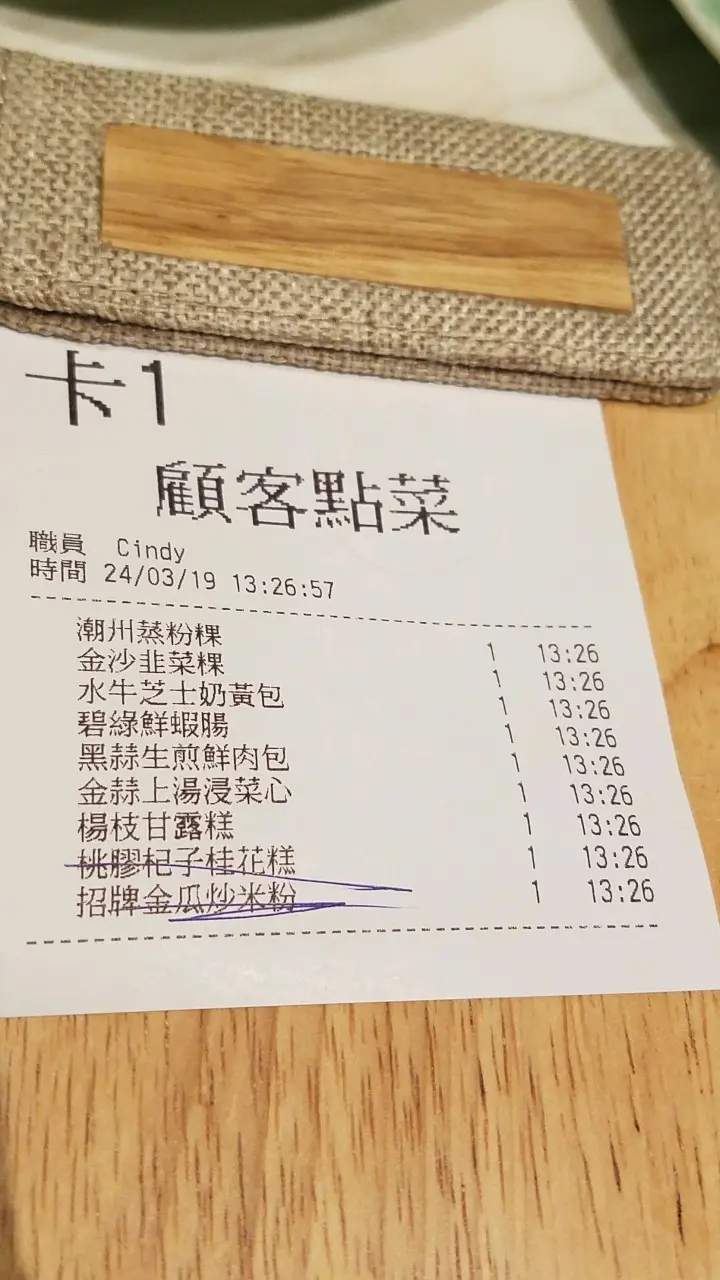 卡1
顧客點菜
職員 Cindy
時間 24/03/19 13:26:57
潮州蒸粉粿 1 13:26
金沙韭菜粿 1 13:26
水牛芝士奶黃包 1 13:26
碧綠鮮蝦腸 1 13:26
黑蒜生煎鮮肉包 1 13:26
金蒜上湯浸菜心 1 13:26
楊枝甘露糕 1 13:26
桃膠杞子桂花糕 1 13:26
招牌金瓜炒米粉 1 13:26